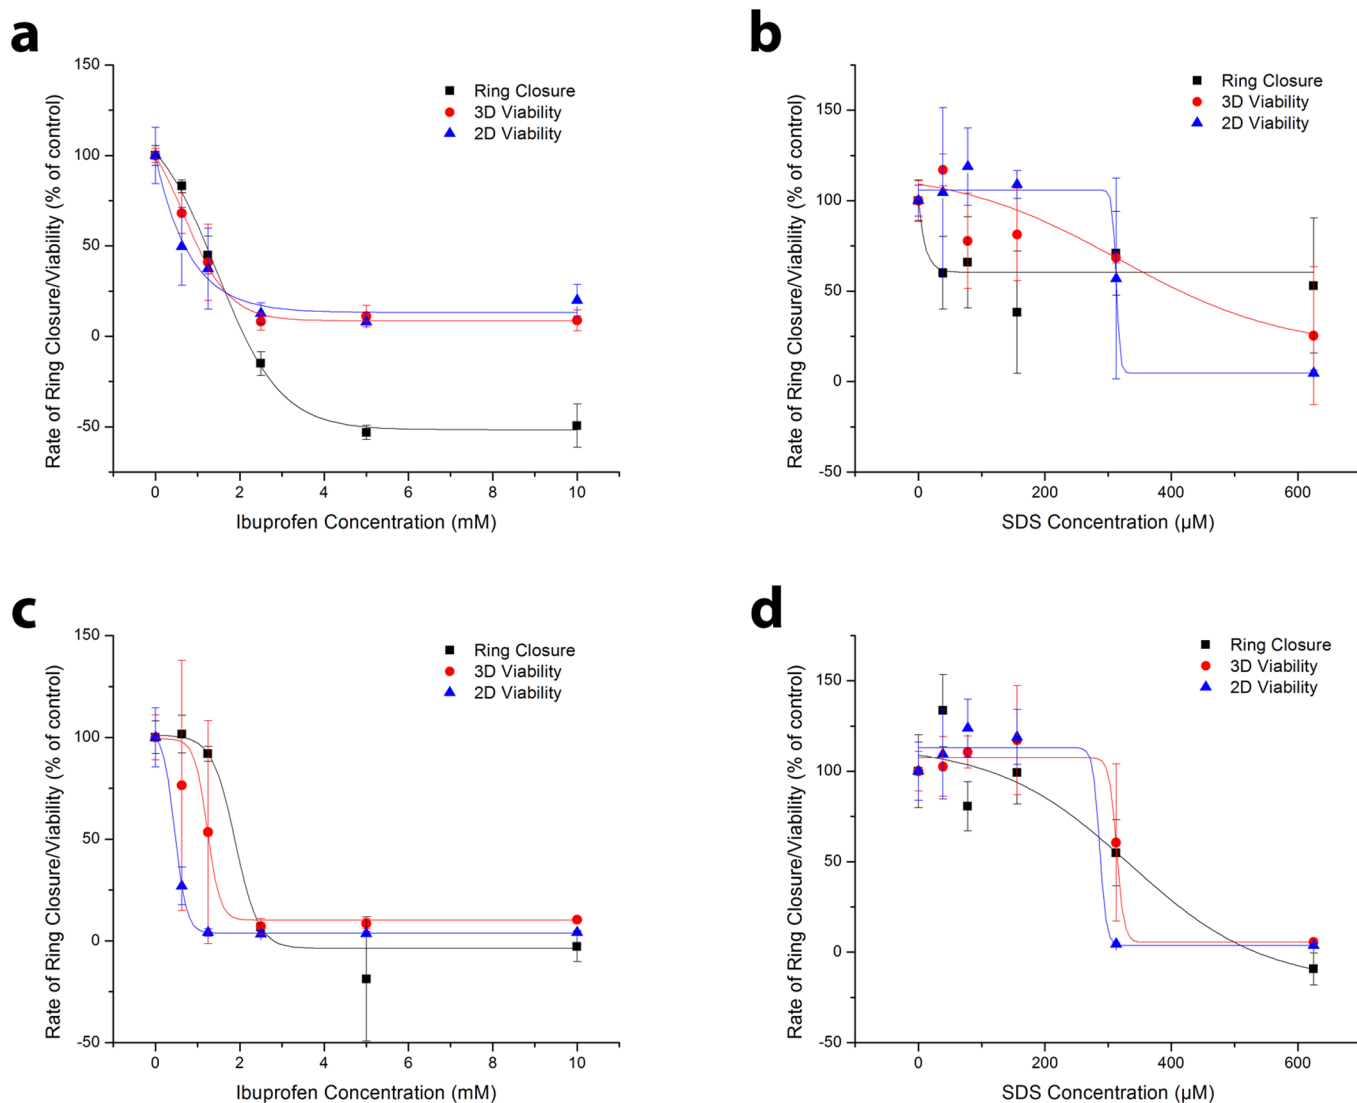 a
150
100
50
0
-50
0
2
4
6
8
10
Rate of Ring Closure/Viability (% of control)
Ibuprofen Concentration (mM)
Ring Closure
3D Viability
2D Viability
b
150
100
50
0
-50
0
200
400
600
Rate of Ring Closure/Viability (% of control)
SDS Concentration (µM)
Ring Closure
3D Viability
2D Viability
c
150
100
50
0
-50
0
2
4
6
8
10
Rate of Ring Closure/Viability (% of control)
Ibuprofen Concentration (mM)
Ring Closure
3D Viability
2D Viability
d
150
100
50
0
-50
0
200
400
600
Rate of Ring Closure/Viability (% of control)
SDS Concentration (µM)
Ring Closure
3D Viability
2D Viability